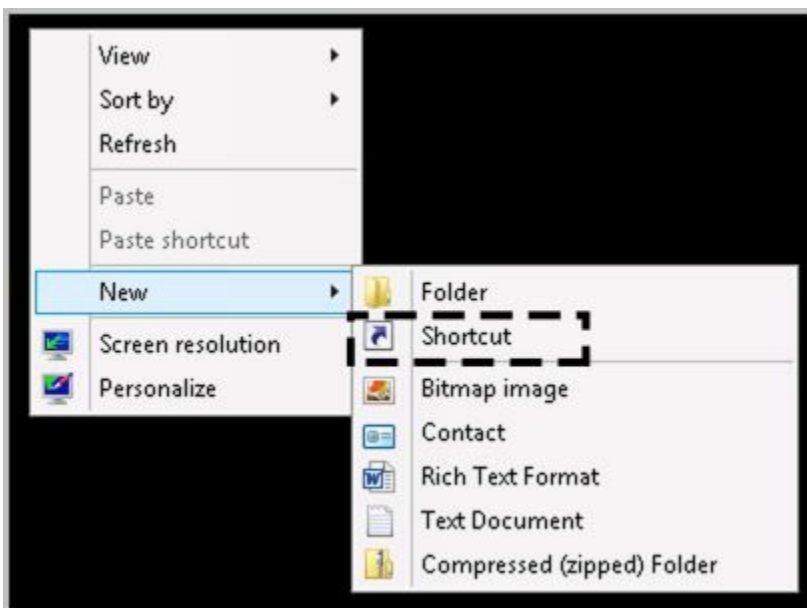 View
Sort by
Refresh
Paste
Paste shortcut
New
Screen resolution
Personalize
Folder
Shortcut
Bitmap image
Contact
Rich Text Format
Text Document
Compressed (zipped) Folder